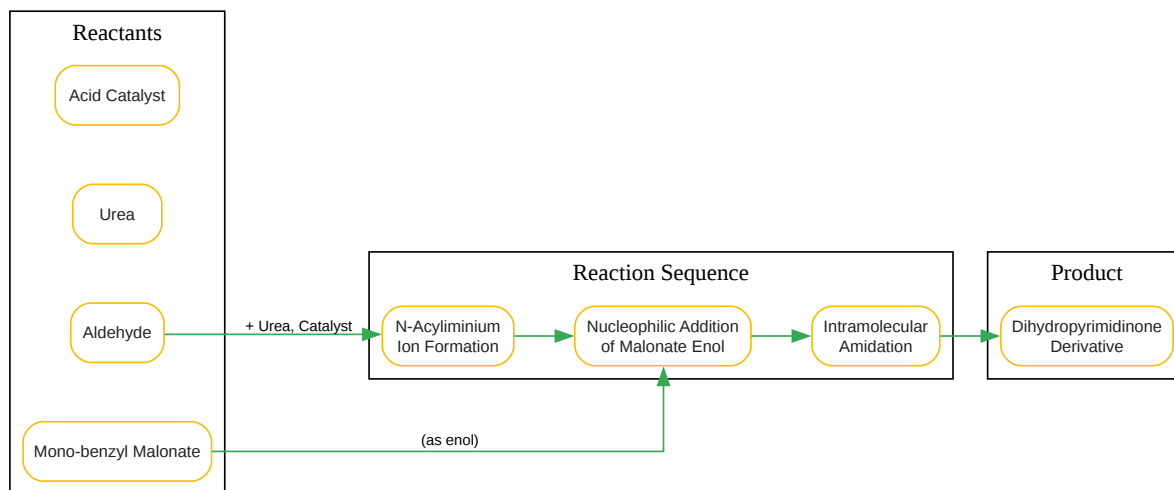 Reactants
Acid Catalyst
Urea
Aldehyde
Mono-benzyl Malonate
+ Urea, Catalyst
(as enol)
Reaction Sequence
N-Acyliminium
Ion Formation
Nucleophilic Addition
of Malonate Enol
Intramolecular
Amidation
Product
Dihydropyrimidinone
Derivative